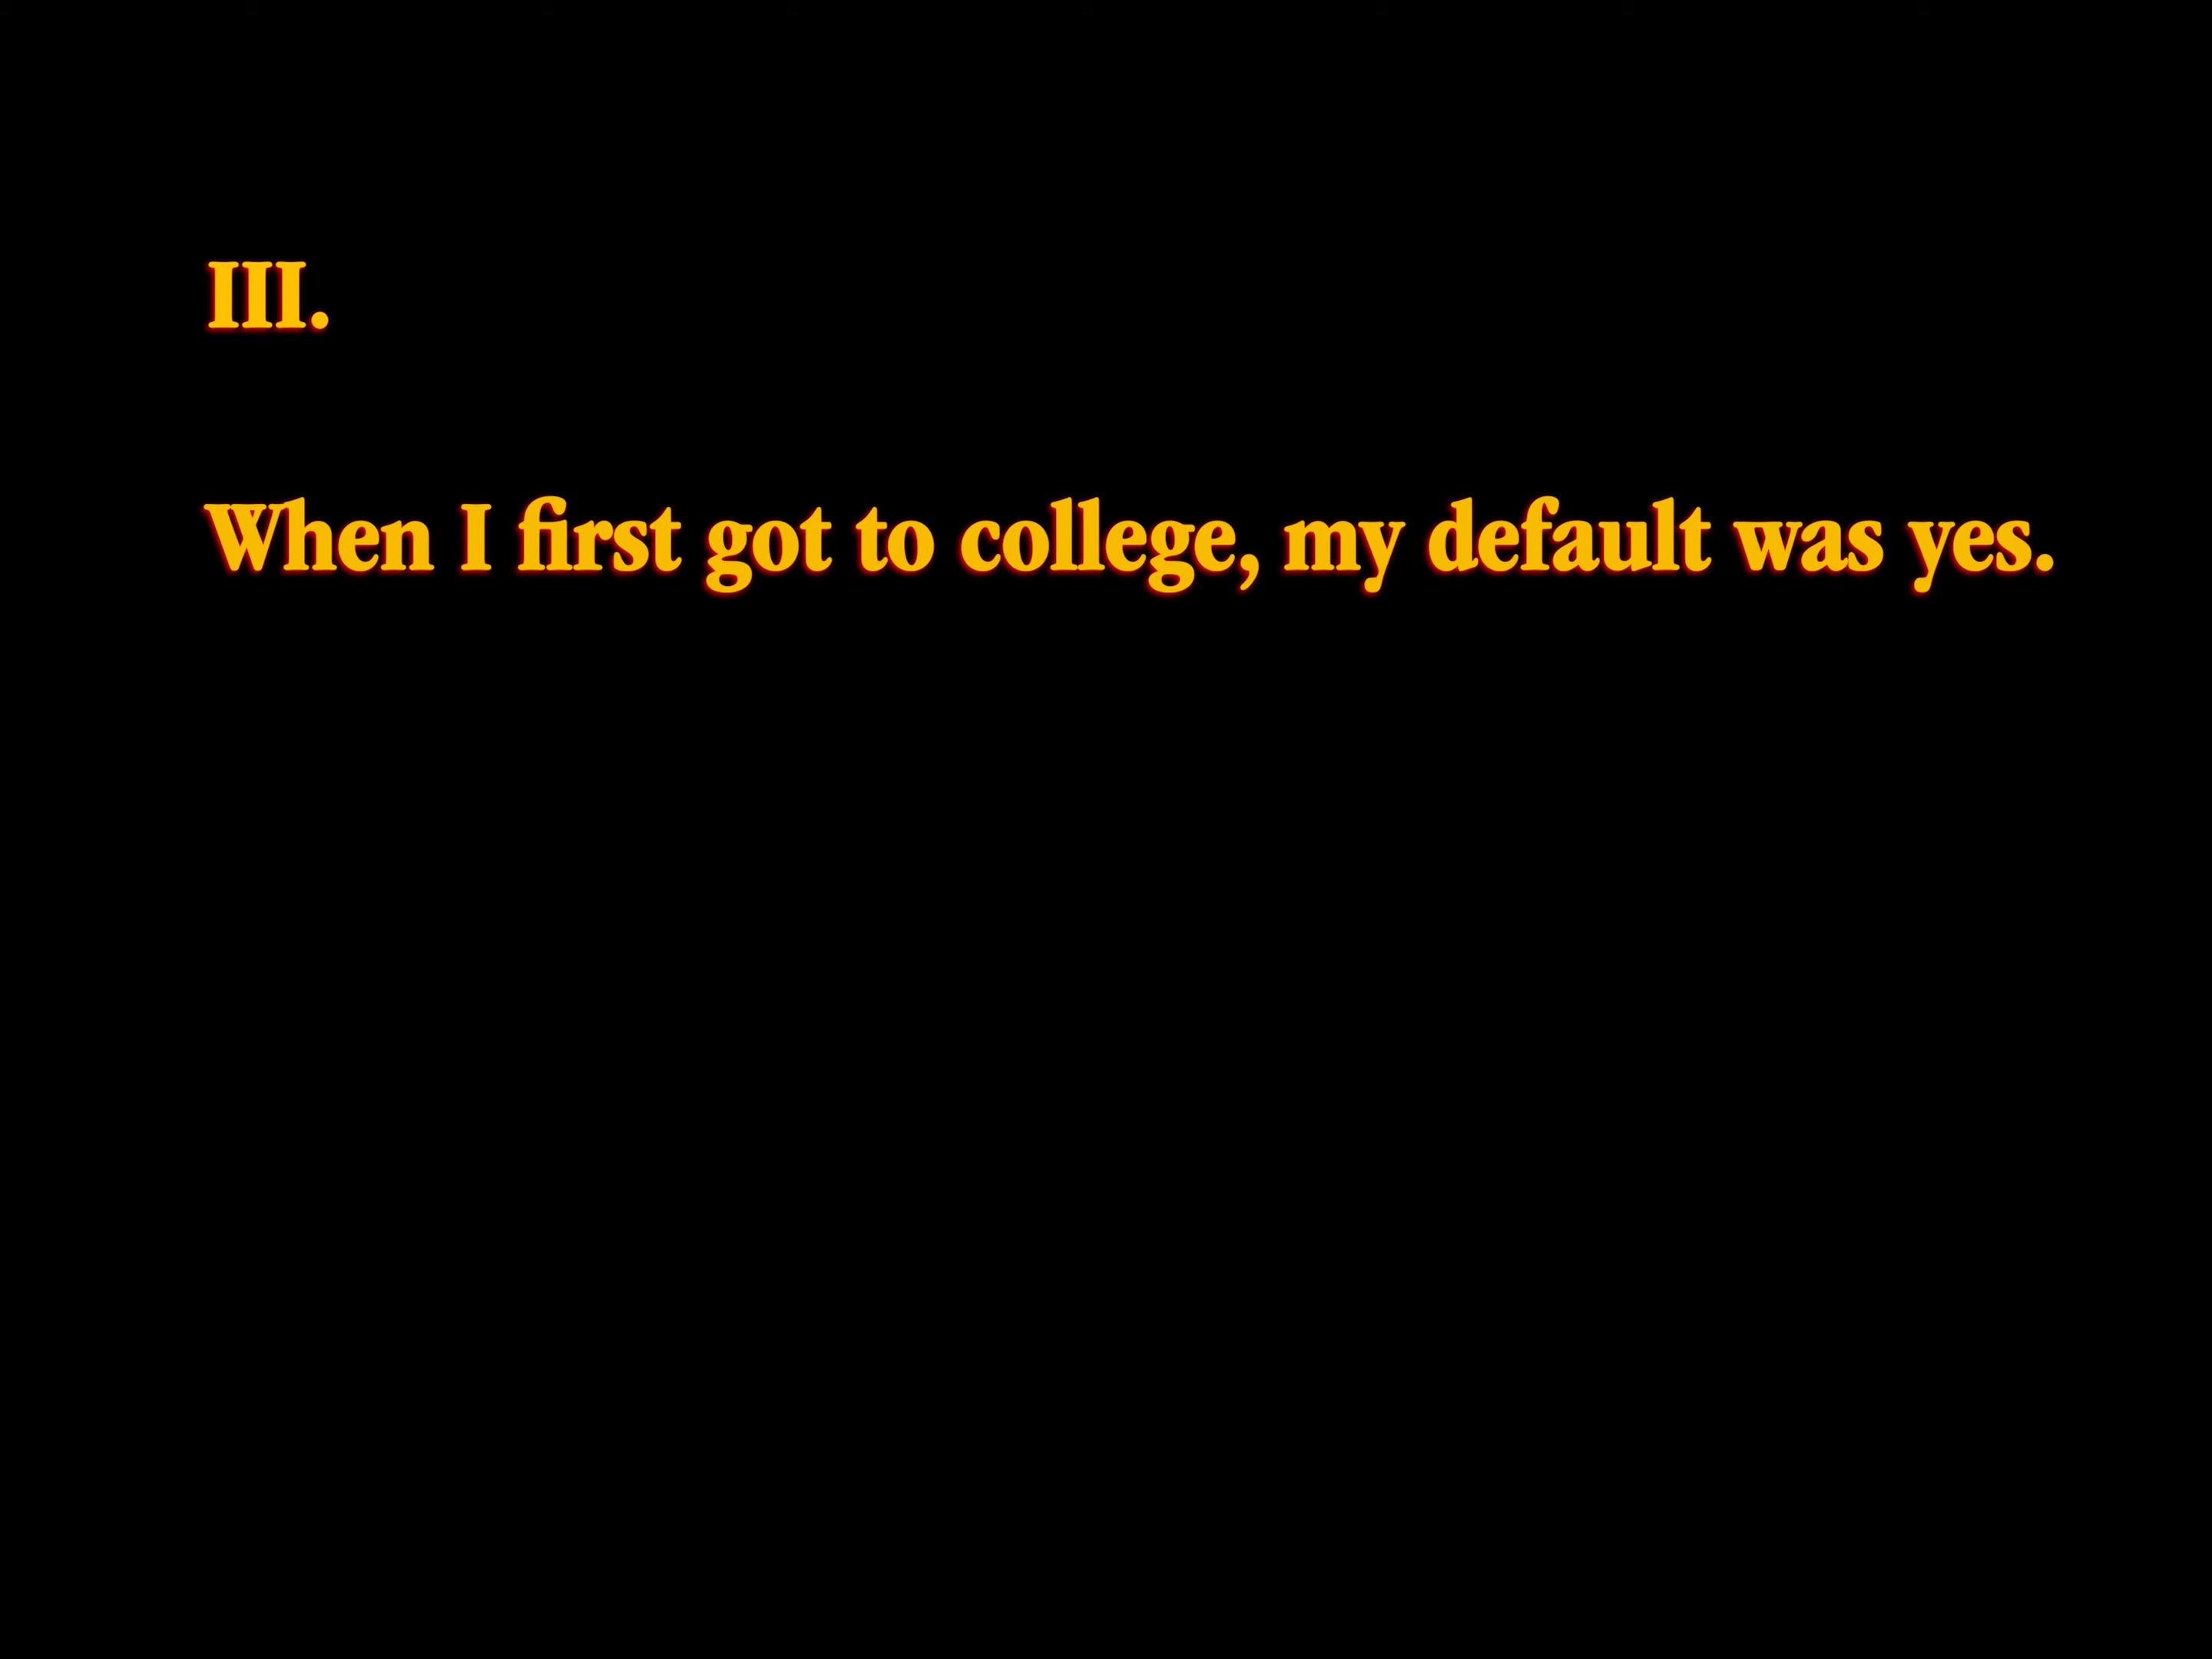 III.
When I first got to college, my default was yes.